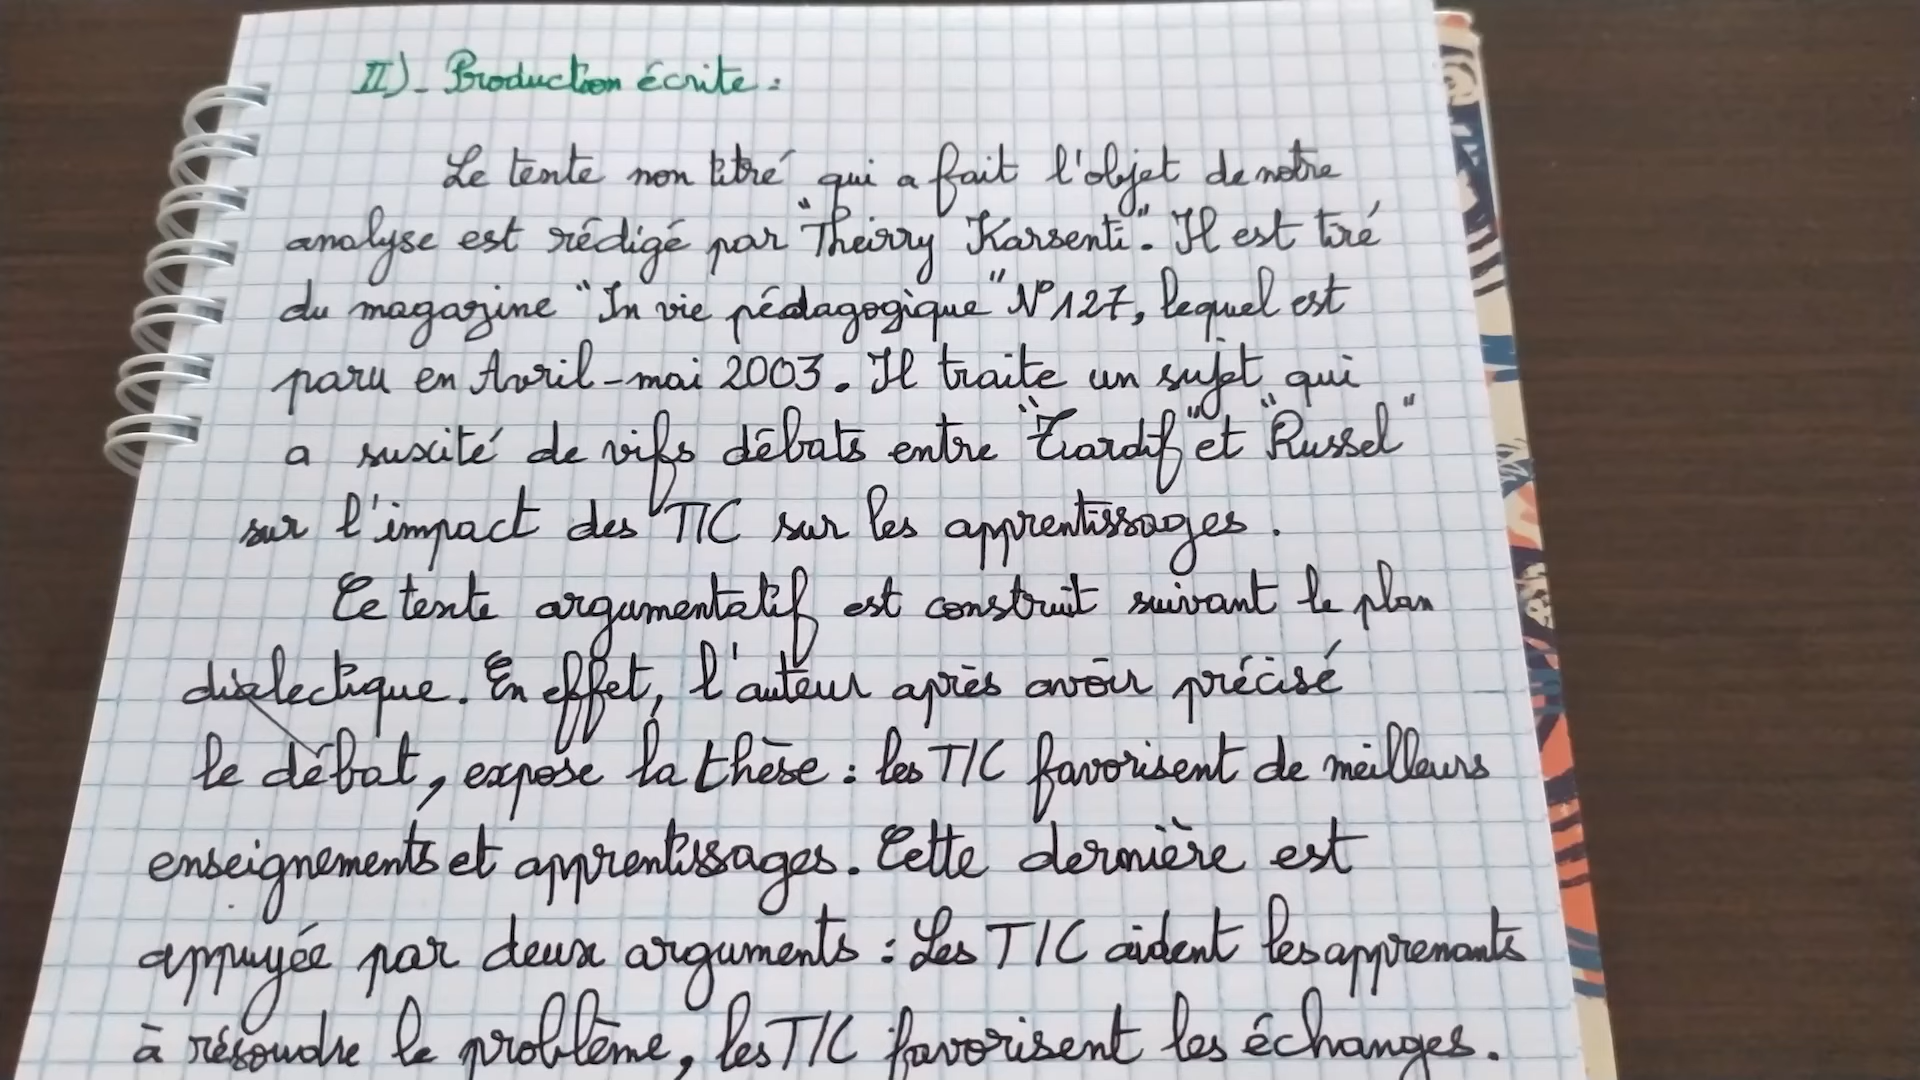 II)- Production écrite :
Le texte non titré qui a fait l'objet de notre
analyse est rédigé par "Theirry Karsenti". Il est tiré
du magazine "In vie pédagogique" N°127, lequel est
paru en Avril-mai 2003. Il traite un sujet qui
a suscité de vifs débats entre "Tardif" et "Russel"
sur l'impact des TIC sur les apprentissages.
Ce texte argumentatif est construit suivant le plan
dialectique. En effet, l'auteur après avoir précisé
le débat, expose la thèse : les TIC favorisent de meilleurs
enseignements et apprentissages. Cette dernière est
appuyée par deux arguments : Les TIC aident les apprenants
à résoudre le problème, les TIC favorisent les échanges.